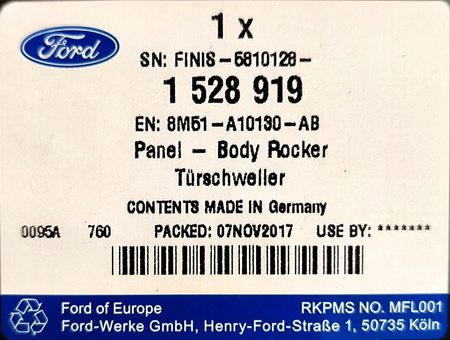 1 x
Ford
SN: FINIS-5810128-
1 528 919
EN: 8M51-A10130-AB
Panel - Body Rocker
Türschweller
CONTENTS MADE IN Germany
0095A 760 PACKED: 07NOV2017 USE BY: *******
Ford of Europe RKPMS NO. MFL001
Ford-Werke GmbH, Henry-Ford-Straße 1, 50735 Köln